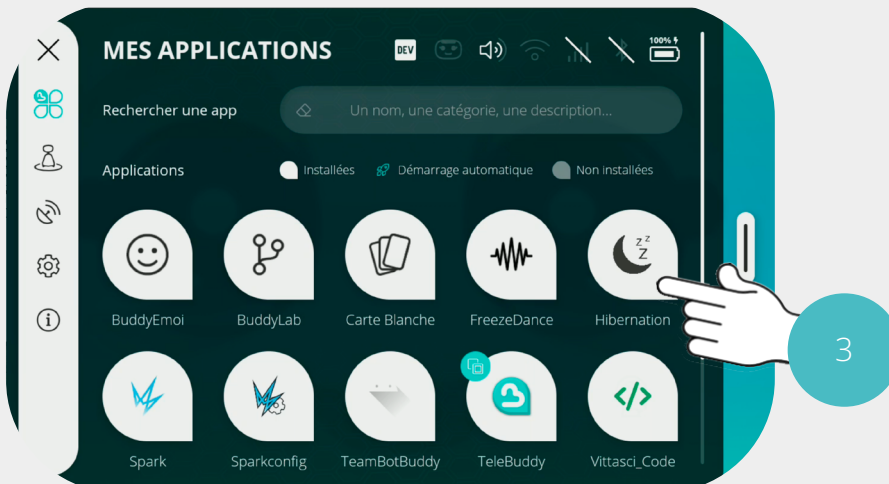 MES APPLICATIONS
DEV
100%
Rechercher une app
Un nom, une catégorie, une description...
Applications
Installées
Démarrage automatique
Non installées
z z
Z
BuddyEmoi
BuddyLab
Carte Blanche
FreezeDance
Hibernation
3
</>
Spark
Sparkconfig
TeamBotBuddy
TeleBuddy
Vittasci_Code